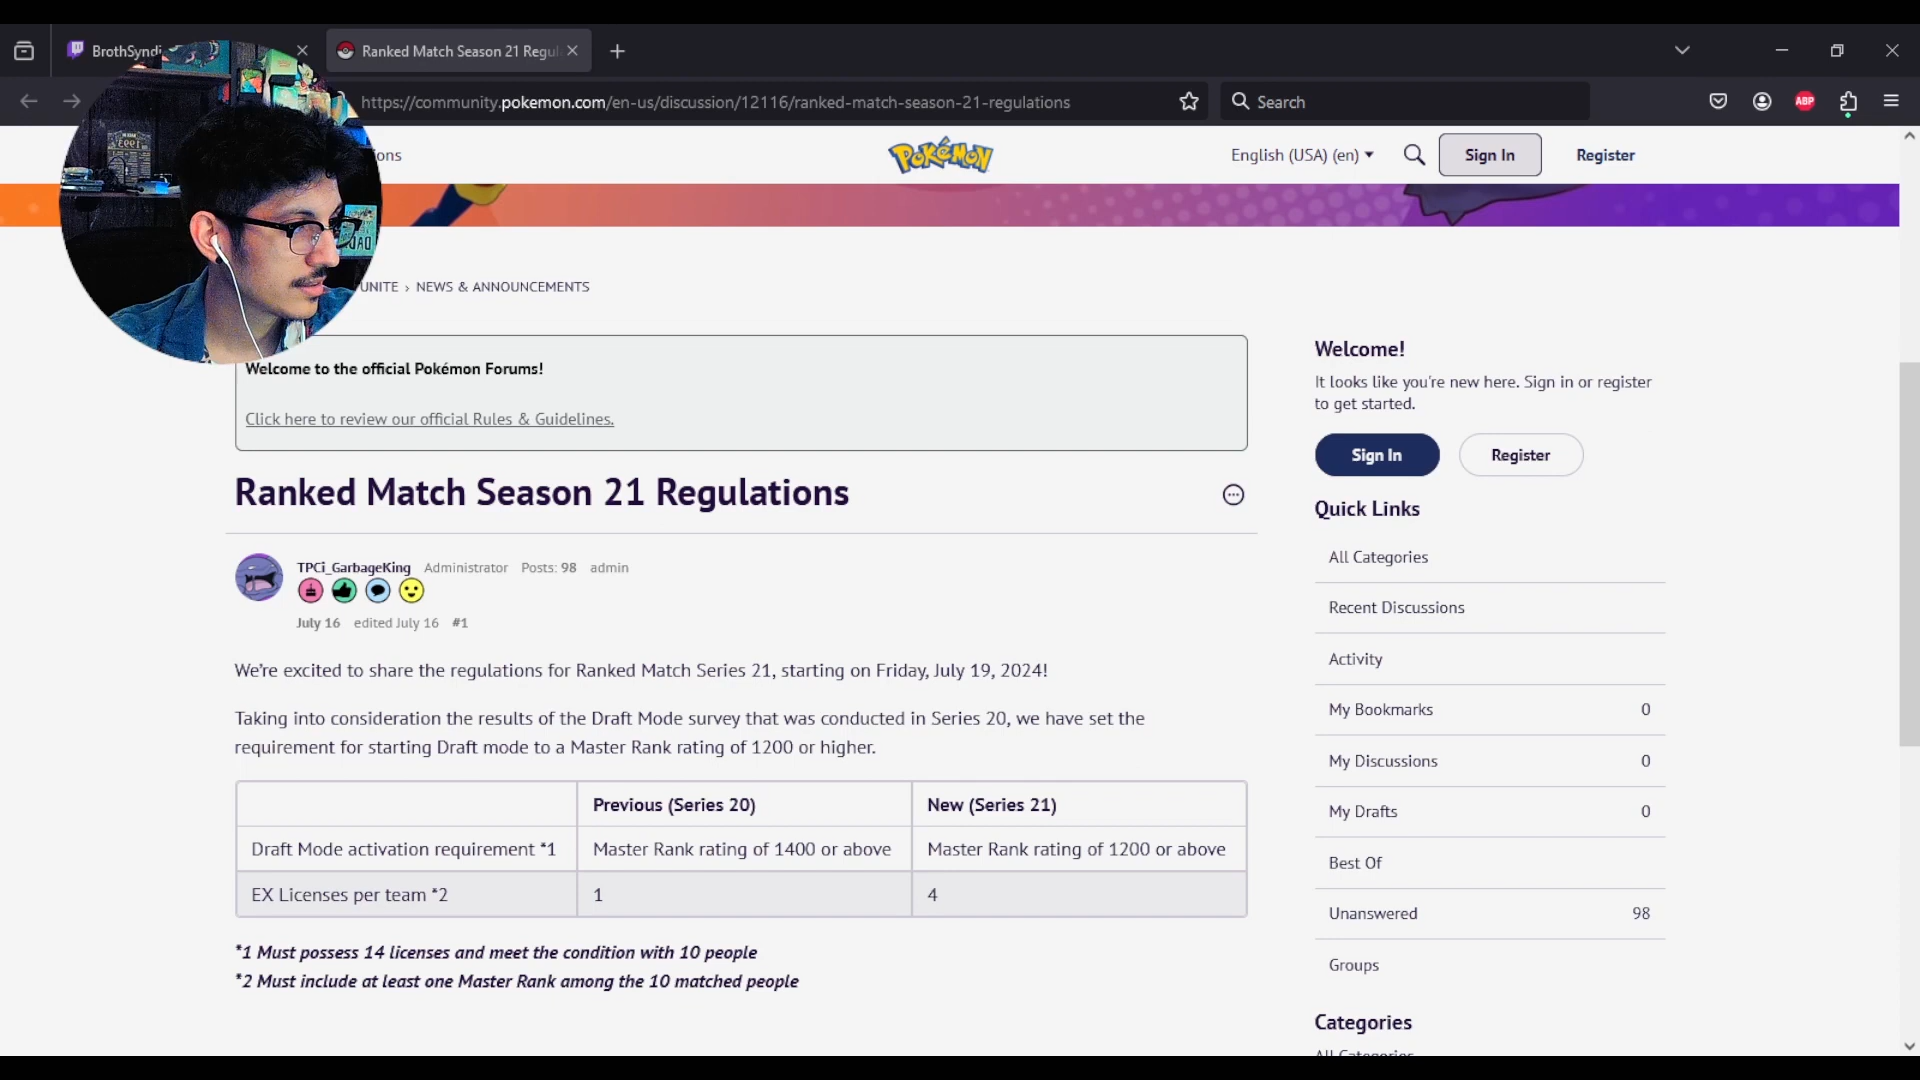 BrothSyndi
Ranked Match Season 21 Regul
https://community.pokemon.com/en-us/discussion/12116/ranked-match-season-21-regulations
Search
ABP
ons
Pokémon
English (USA) (en)
Sign In
Register
UNITE › NEWS & ANNOUNCEMENTS
Welcome to the official Pokémon Forums!
Click here to review our official Rules & Guidelines.
Ranked Match Season 21 Regulations
TPCi_GarbageKing Administrator Posts: 98 admin
July 16 edited July 16 #1
We're excited to share the regulations for Ranked Match Series 21, starting on Friday, July 19, 2024!
Taking into consideration the results of the Draft Mode survey that was conducted in Series 20, we have set the
requirement for starting Draft mode to a Master Rank rating of 1200 or higher.
Previous (Series 20) New (Series 21)
Draft Mode activation requirement *1 Master Rank rating of 1400 or above Master Rank rating of 1200 or above
EX Licenses per team *2 1 4
*1 Must possess 14 licenses and meet the condition with 10 people
*2 Must include at least one Master Rank among the 10 matched people
Welcome!
It looks like you're new here. Sign in or register
to get started.
Sign In
Register
Quick Links
All Categories
Recent Discussions
Activity
My Bookmarks 0
My Discussions 0
My Drafts 0
Best Of
Unanswered 98
Groups
Categories
All Categories